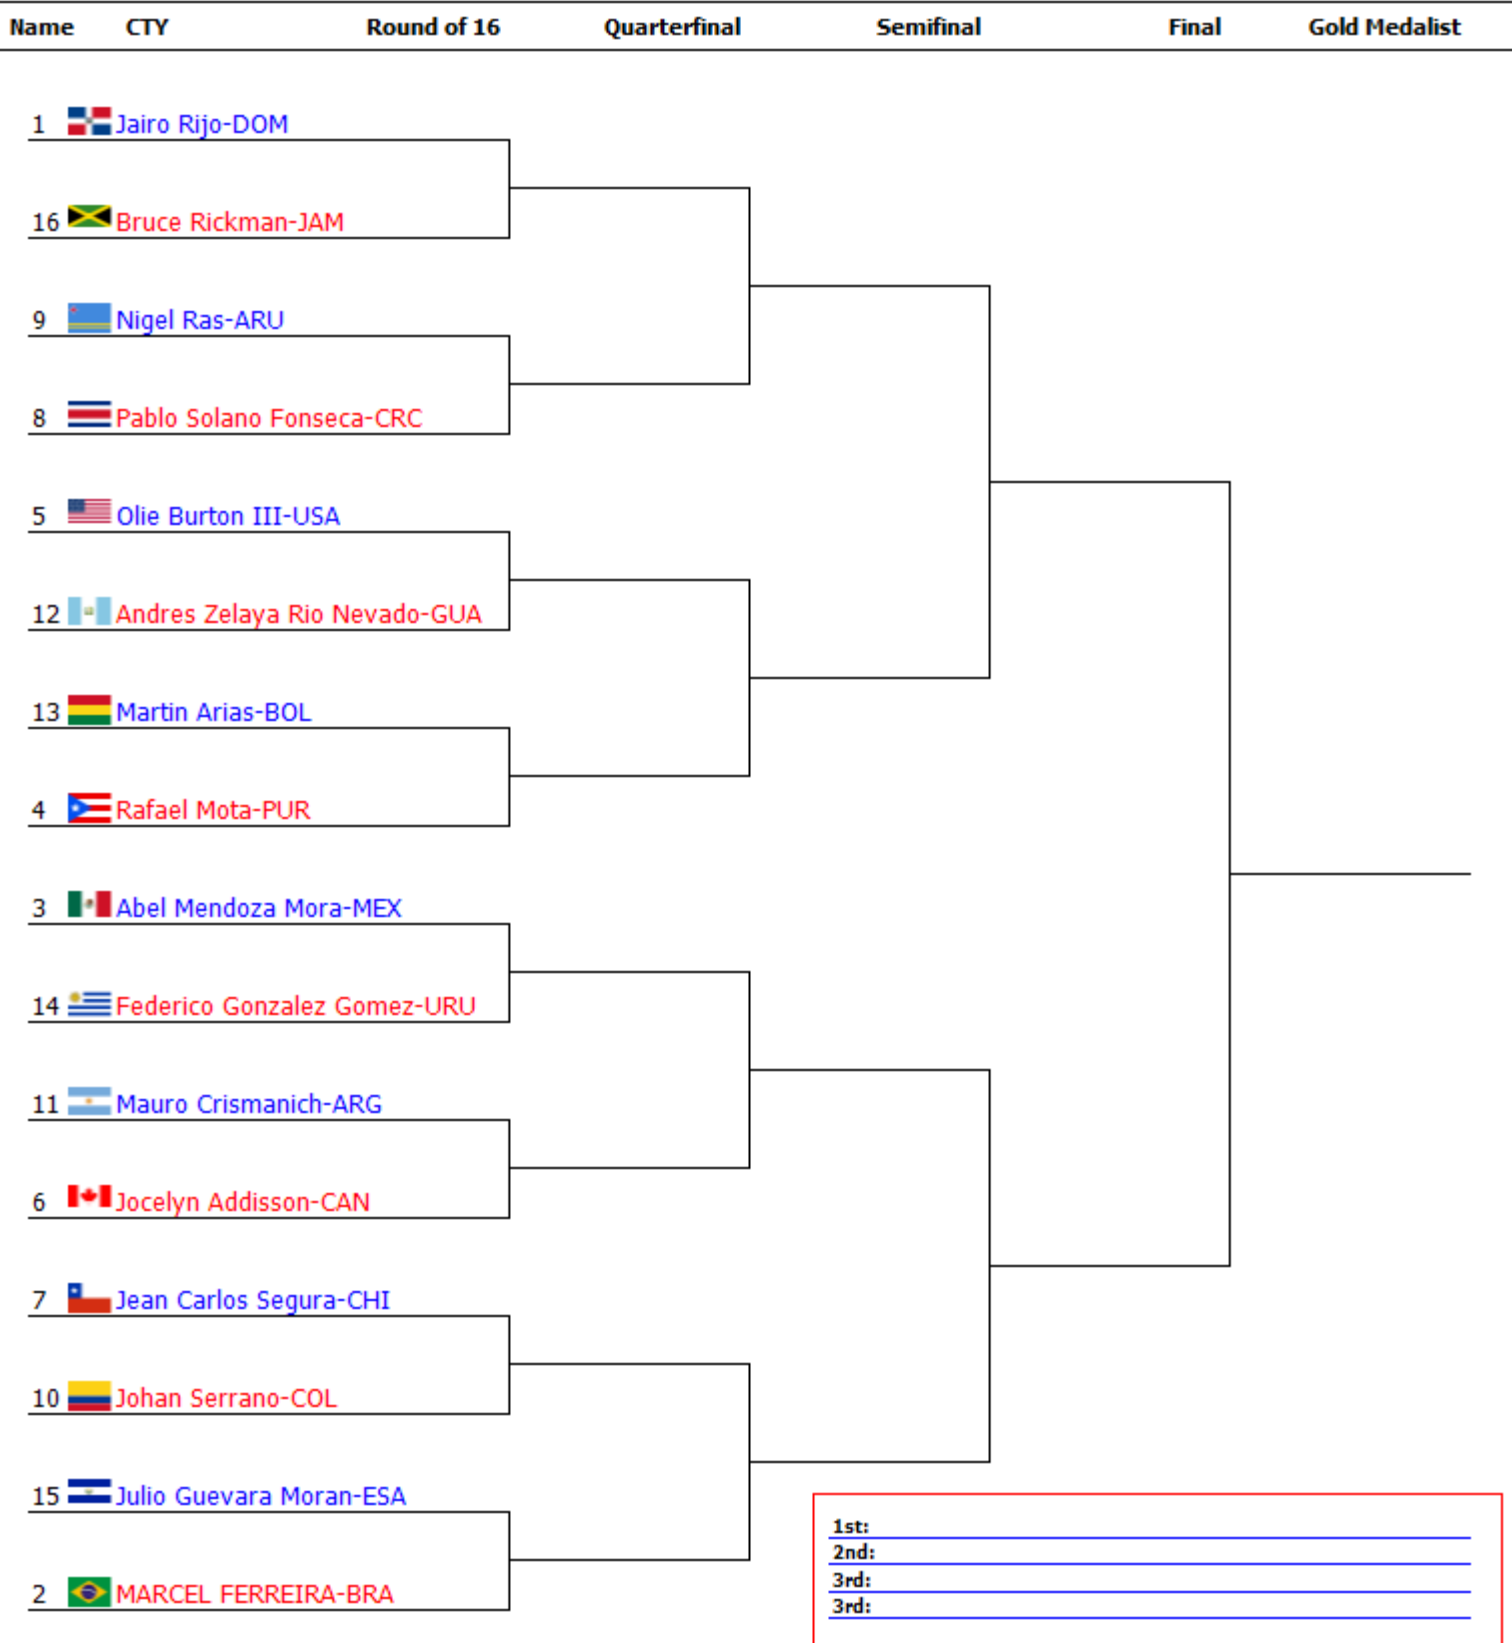 Name CTY Round of 16 Quarterfinal Semifinal Final Gold Medalist
1 Jairo Rijo-DOM
16 Bruce Rickman-JAM
9 Nigel Ras-ARU
8 Pablo Solano Fonseca-CRC
5 Olie Burton III-USA
12 Andres Zelaya Rio Nevado-GUA
13 Martin Arias-BOL
4 Rafael Mota-PUR
3 Abel Mendoza Mora-MEX
14 Federico Gonzalez Gomez-URU
11 Mauro Crismanich-ARG
6 Jocelyn Addisson-CAN
7 Jean Carlos Segura-CHI
10 Johan Serrano-COL
15 Julio Guevara Moran-ESA
2 MARCEL FERREIRA-BRA
1st:
2nd:
3rd:
3rd: